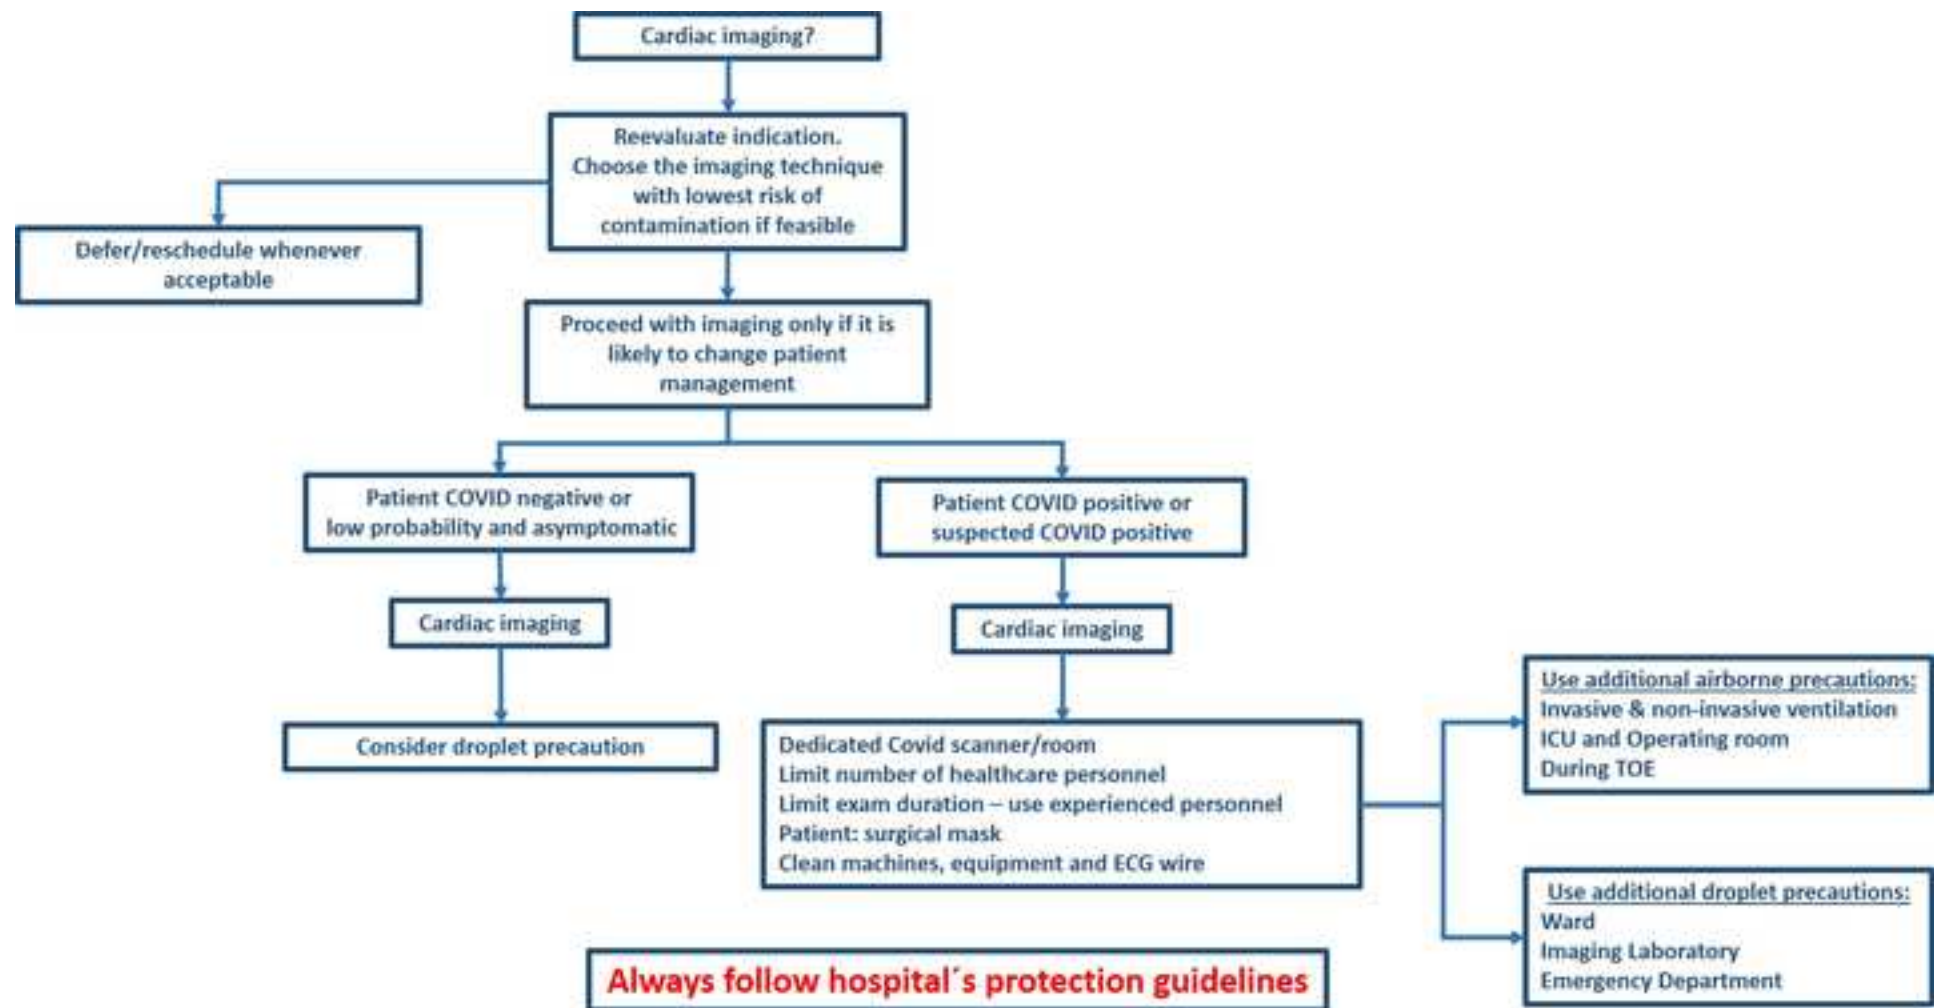 Cardiac imaging?
Reevaluate indication.
Choose the imaging technique
with lowest risk of
contamination if feasible
Defer/reschedule whenever
acceptable
Proceed with imaging only if it is
likely to change patient
management
Patient COVID negative or
low probability and asymptomatic
Patient COVID positive or
suspected COVID positive
Cardiac imaging
Cardiac imaging
Consider droplet precaution
Dedicated Covid scanner/room
Limit number of healthcare personnel
Limit exam duration – use experienced personnel
Patient: surgical mask
Clean machines, equipment and ECG wire
Use additional airborne precautions:
Invasive & non-invasive ventilation
ICU and Operating room
During TOE
Use additional droplet precautions:
Ward
Imaging Laboratory
Emergency Department
Always follow hospital´s protection guidelines